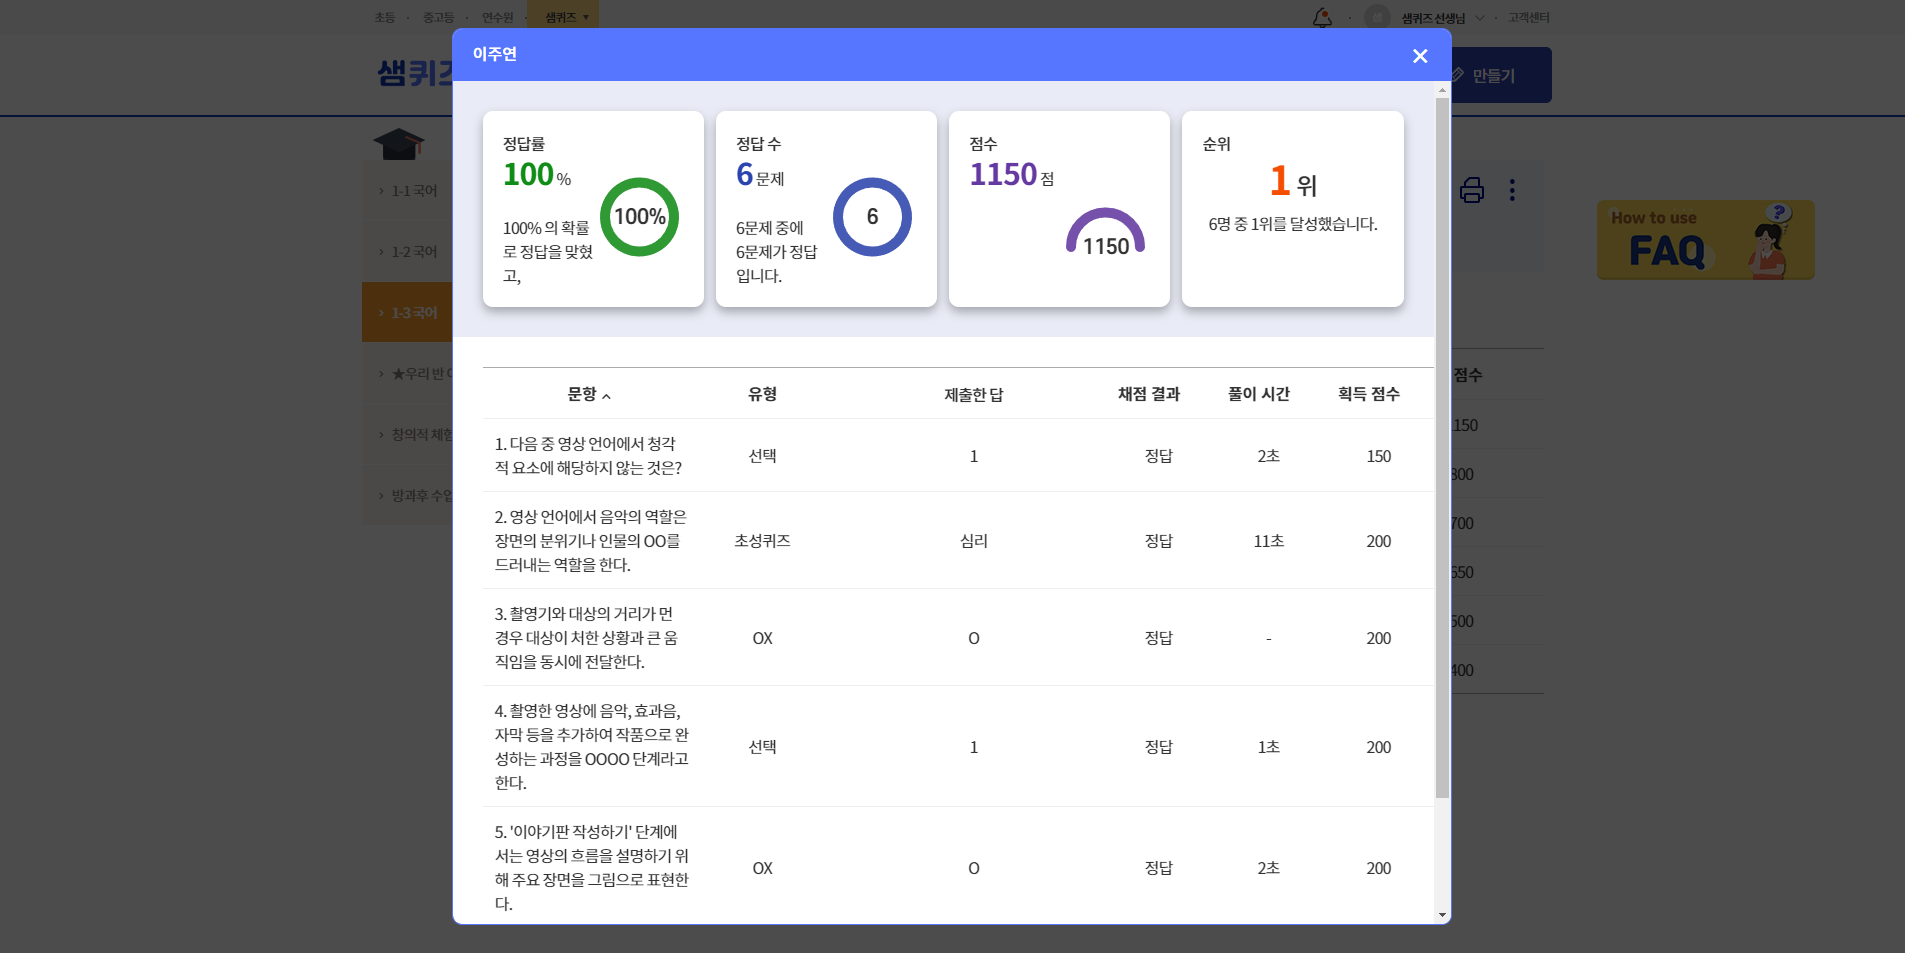 초등 · 중고등 · 연수원 · 샘퀴즈 ▾
· 샘 샘퀴즈 선생님 · 고객센터
샘퀴즈
만들기
이주연
정답률
100 %
100% 의 확률
로 정답을 맞혔
고,
100%
정답 수
6 문제
6문제 중에
6문제가 정답
입니다.
6
점수
1150 점
1150
순위
1 위
6명 중 1위를 달성했습니다.
1-1 국어
1-2 국어
1-3 국어
★우리 반
창의적 체험
방과후 수업
How to use
FAQ
?
점수
150
800
700
550
500
400
문항 유형 제출한 답 채점 결과 풀이 시간 획득 점수
1. 다음 중 영상 언어에서 청각
적 요소에 해당하지 않는 것은?
선택 1 정답 2초 150
2. 영상 언어에서 음악의 역할은
장면의 분위기나 인물의 OO를
드러내는 역할을 한다.
초성퀴즈 심리 정답 11초 200
3. 촬영기와 대상의 거리가 먼
경우 대상이 처한 상황과 큰 움
직임을 동시에 전달한다.
OX O 정답 - 200
4. 촬영한 영상에 음악, 효과음,
자막 등을 추가하여 작품으로 완
성하는 과정을 OOOO 단계라고
한다.
선택 1 정답 1초 200
5. '이야기판 작성하기' 단계에
서는 영상의 흐름을 설명하기 위
해 주요 장면을 그림으로 표현한
다.
OX O 정답 2초 200